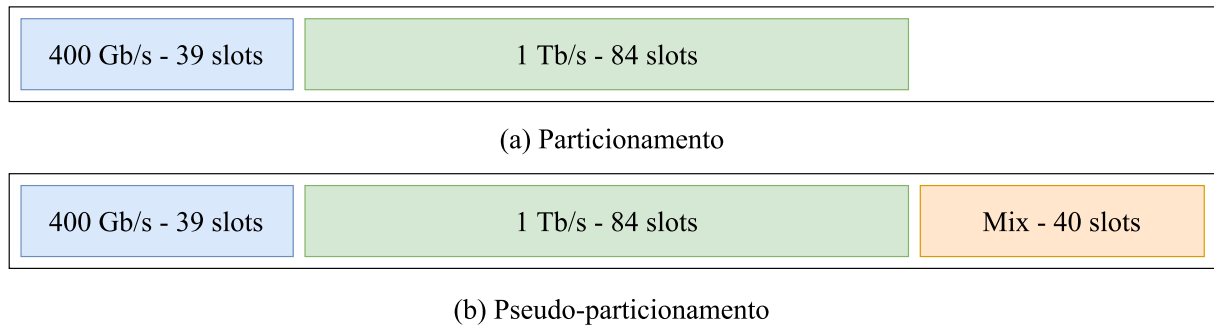 400 Gb/s - 39 slots
1 Tb/s - 84 slots
(a) Particionamento
400 Gb/s - 39 slots
1 Tb/s - 84 slots
Mix - 40 slots
(b) Pseudo-particionamento